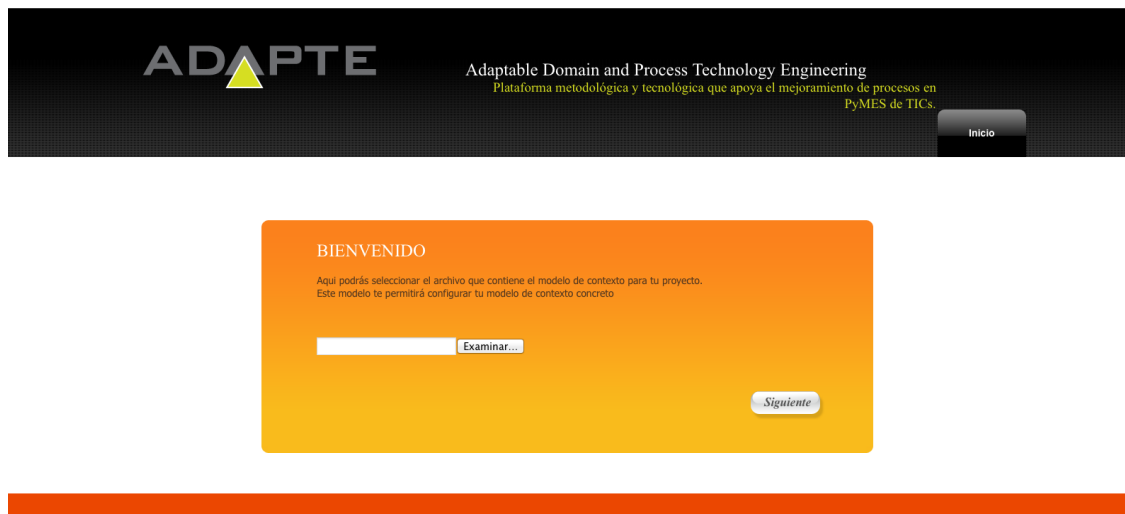 ADAPTE
Adaptable Domain and Process Technology Engineering
Plataforma metodológica y tecnológica que apoya el mejoramiento de procesos en
PyMES de TICs.
Inicio
BIENVENIDO
Aqui podrás seleccionar el archivo que contiene el modelo de contexto para tu proyecto.
Este modelo te permitirá configurar tu modelo de contexto concreto
Examinar...
Siguiente